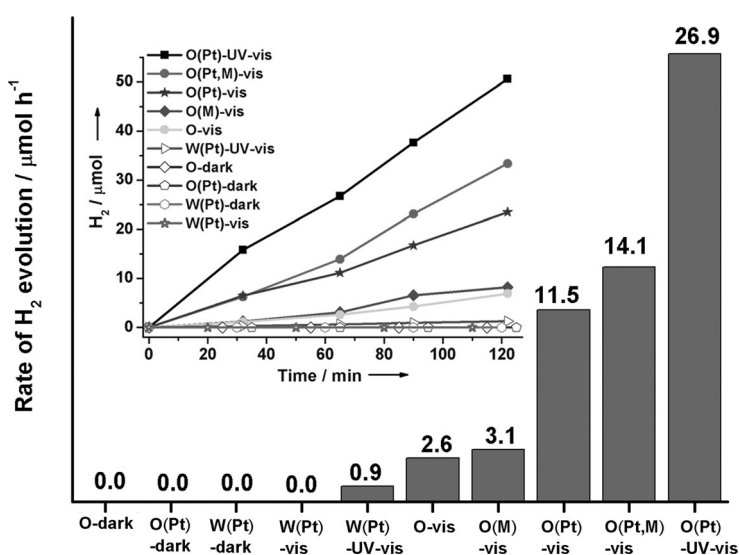 Rate of H2 evolution / μmol h-1
26.9
14.1
11.5
3.1
2.6
0.9
0.0
0.0
0.0
0.0
O(Pt)-UV-vis
O(Pt,M)-vis
O(Pt)-vis
O(M)-vis
O-vis
W(Pt)-UV-vis
O-dark
O(Pt)-dark
W(Pt)-dark
W(Pt)-vis
H2 / μmol
50
40
30
20
10
0
0 20 40 60 80 100 120
Time / min
O-dark O(Pt) W(Pt) W(Pt) W(Pt) O-vis O(M) O(Pt) O(Pt,M) O(Pt)
-dark -dark -vis -UV-vis -vis -vis -vis -UV-vis